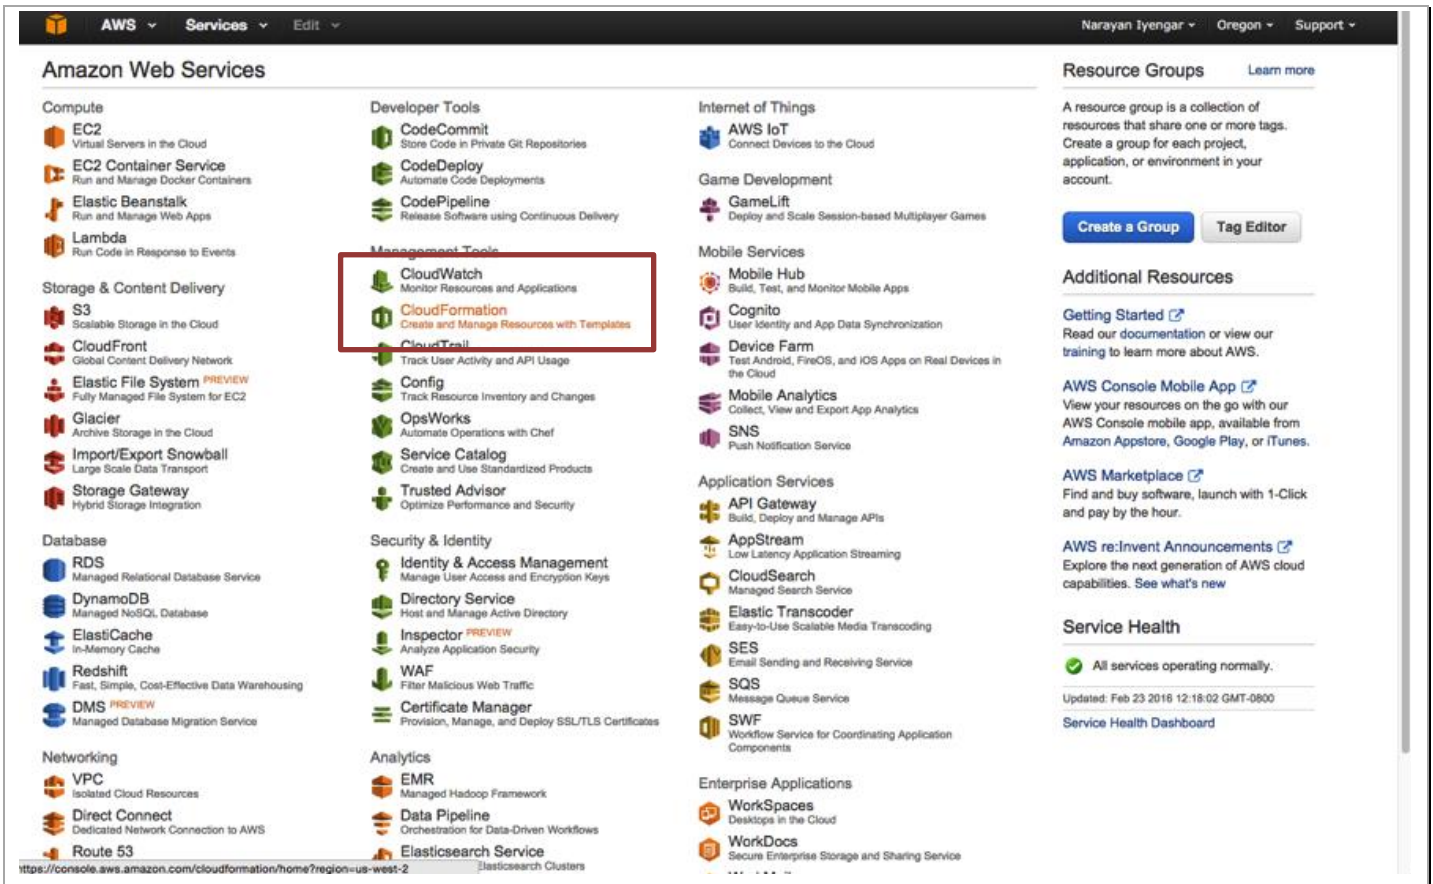 AWS Services Edit Narayan Iyengar Oregon Support
Amazon Web Services
Compute
EC2
Virtual Servers in the Cloud
EC2 Container Service
Run and Manage Docker Containers
Elastic Beanstalk
Run and Manage Web Apps
Lambda
Run Code in Response to Events
Storage & Content Delivery
S3
Scalable Storage in the Cloud
CloudFront
Global Content Delivery Network
Elastic File System PREVIEW
Fully Managed File System for EC2
Glacier
Archive Storage in the Cloud
Import/Export Snowball
Large Scale Data Transport
Storage Gateway
Hybrid Storage Integration
Database
RDS
Managed Relational Database Service
DynamoDB
Managed NoSQL Database
ElastiCache
In-Memory Cache
Redshift
Fast, Simple, Cost-Effective Data Warehousing
DMS PREVIEW
Managed Database Migration Service
Networking
VPC
Isolated Cloud Resources
Direct Connect
Dedicated Network Connection to AWS
Route 53
https://console.aws.amazon.com/cloudformation/home?region=us-west-2
Developer Tools
CodeCommit
Store Code in Private Git Repositories
CodeDeploy
Automate Code Deployments
CodePipeline
Release Software using Continuous Delivery
Management Tools
CloudWatch
Monitor Resources and Applications
CloudFormation
Create and Manage Resources with Templates
CloudTrail
Track User Activity and API Usage
Config
Track Resource Inventory and Changes
OpsWorks
Automate Operations with Chef
Service Catalog
Create and Use Standardized Products
Trusted Advisor
Optimize Performance and Security
Security & Identity
Identity & Access Management
Manage User Access and Encryption Keys
Directory Service
Host and Manage Active Directory
Inspector PREVIEW
Analyze Application Security
WAF
Filter Malicious Web Traffic
Certificate Manager
Provision, Manage, and Deploy SSL/TLS Certificates
Analytics
EMR
Managed Hadoop Framework
Data Pipeline
Orchestration for Data-Driven Workflows
Elasticsearch Service
Elasticsearch Clusters
Internet of Things
AWS IoT
Connect Devices to the Cloud
Game Development
GameLift
Deploy and Scale Session-based Multiplayer Games
Mobile Services
Mobile Hub
Build, Test, and Monitor Mobile Apps
Cognito
User Identity and App Data Synchronization
Device Farm
Test Android, FireOS, and iOS Apps on Real Devices in
the Cloud
Mobile Analytics
Collect, View and Export App Analytics
SNS
Push Notification Service
Application Services
API Gateway
Build, Deploy and Manage APIs
AppStream
Low Latency Application Streaming
CloudSearch
Managed Search Service
Elastic Transcoder
Easy-to-Use Scalable Media Transcoding
SES
Email Sending and Receiving Service
SQS
Message Queue Service
SWF
Workflow Service for Coordinating Application
Components
Enterprise Applications
WorkSpaces
Desktops in the Cloud
WorkDocs
Secure Enterprise Storage and Sharing Service
Resource Groups Learn more
A resource group is a collection of
resources that share one or more tags.
Create a group for each project,
application, or environment in your
account.
Create a Group Tag Editor
Additional Resources
Getting Started
Read our documentation or view our
training to learn more about AWS.
AWS Console Mobile App
View your resources on the go with our
AWS Console mobile app, available from
Amazon Appstore, Google Play, or iTunes.
AWS Marketplace
Find and buy software, launch with 1-Click
and pay by the hour.
AWS re:Invent Announcements
Explore the next generation of AWS cloud
capabilities. See what's new
Service Health
All services operating normally.
Updated: Feb 23 2016 12:18:02 GMT-0800
Service Health Dashboard